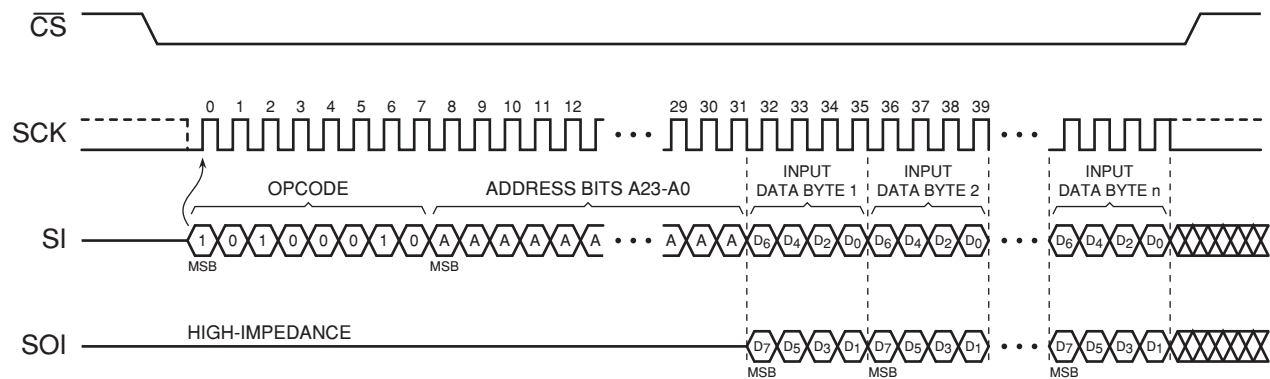 CS
0 1 2 3 4 5 6 7 8 9 10 11 12 29 30 31 32 33 34 35 36 37 38 39
SCK
OPCODE
ADDRESS BITS A23-A0
INPUT
DATA BYTE 1
INPUT
DATA BYTE 2
INPUT
DATA BYTE n
SI
1 0 1 0 0 0 1 0 A A A A A A A A A D6 D4 D2 D0 D6 D4 D2 D0 D6 D4 D2 D0
MSB MSB
HIGH-IMPEDANCE
SOI
D7 D5 D3 D1 D7 D5 D3 D1 D7 D5 D3 D1
MSB MSB MSB